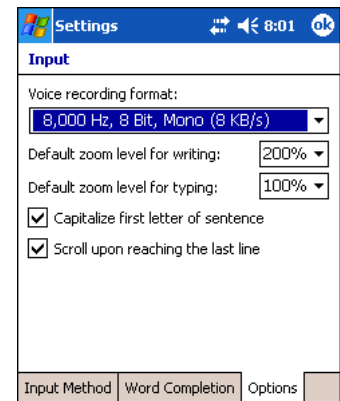 Settings 8:01 ok
Input
Voice recording format:
8,000 Hz, 8 Bit, Mono (8 KB/s)
Default zoom level for writing: 200%
Default zoom level for typing: 100%
Capitalize first letter of sentence
Scroll upon reaching the last line
Input Method Word Completion Options